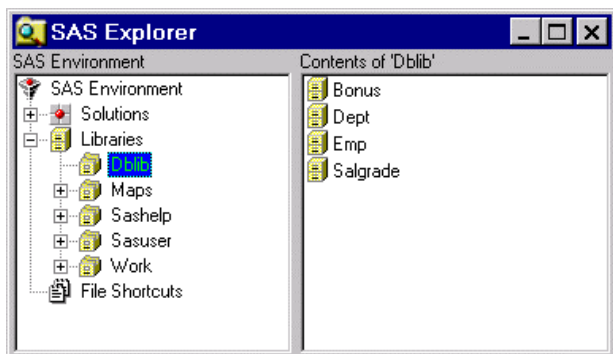 SAS Explorer
SAS Environment
Contents of 'Dblib'
SAS Environment
Solutions
Libraries
Dblib
Maps
Sashelp
Sasuser
Work
File Shortcuts
Bonus
Dept
Emp
Salgrade